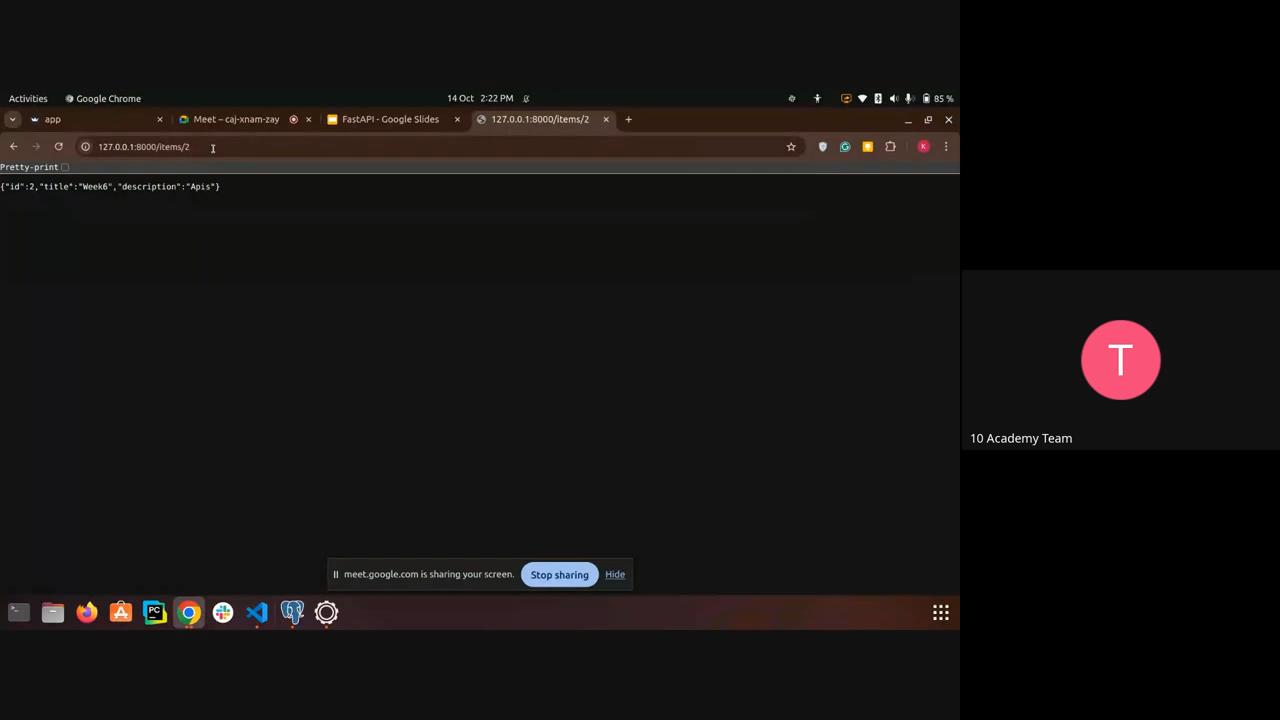 Activities Google Chrome 14 Oct 2:22 PM 85 %
app Meet – caj-xnam-zay FastAPI - Google Slides 127.0.0.1:8000/items/2
127.0.0.1:8000/items/2 K
Pretty-print
{"id":2,"title":"Week6","description":"Apis"}
T
10 Academy Team
meet.google.com is sharing your screen. Stop sharing Hide
PC